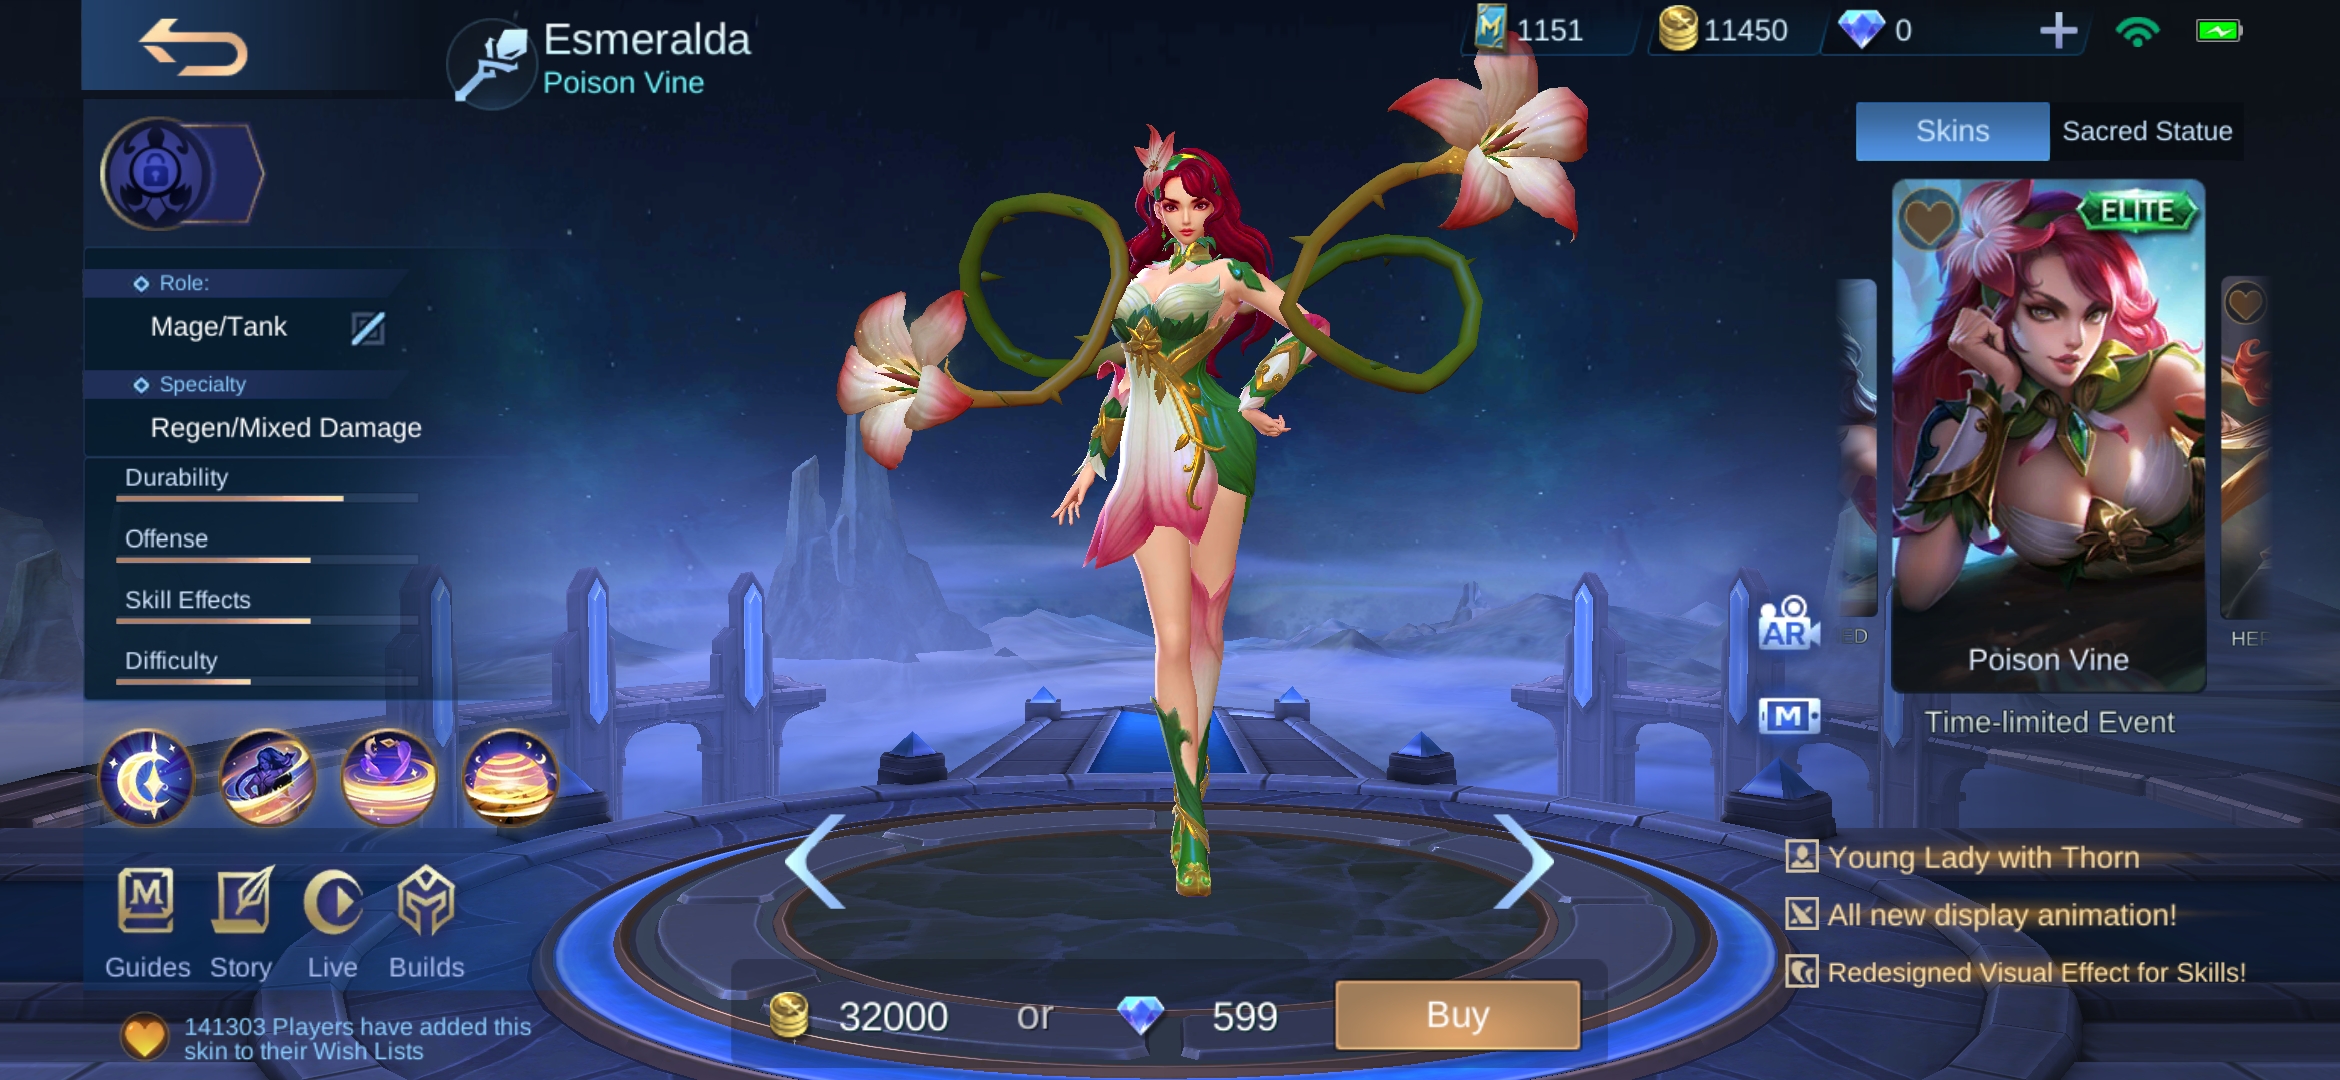 Esmeralda
Poison Vine
1151
11450
0
Skins
Sacred Statue
Role:
Mage/Tank
Specialty
Regen/Mixed Damage
Durability
Offense
Skill Effects
Difficulty
M
Guides
Story
Live
Builds
141303 Players have added this
skin to their Wish Lists
32000 or 599
Buy
ELITE
Poison Vine
Time-limited Event
AR
M
Young Lady with Thorn
All new display animation!
Redesigned Visual Effect for Skills!